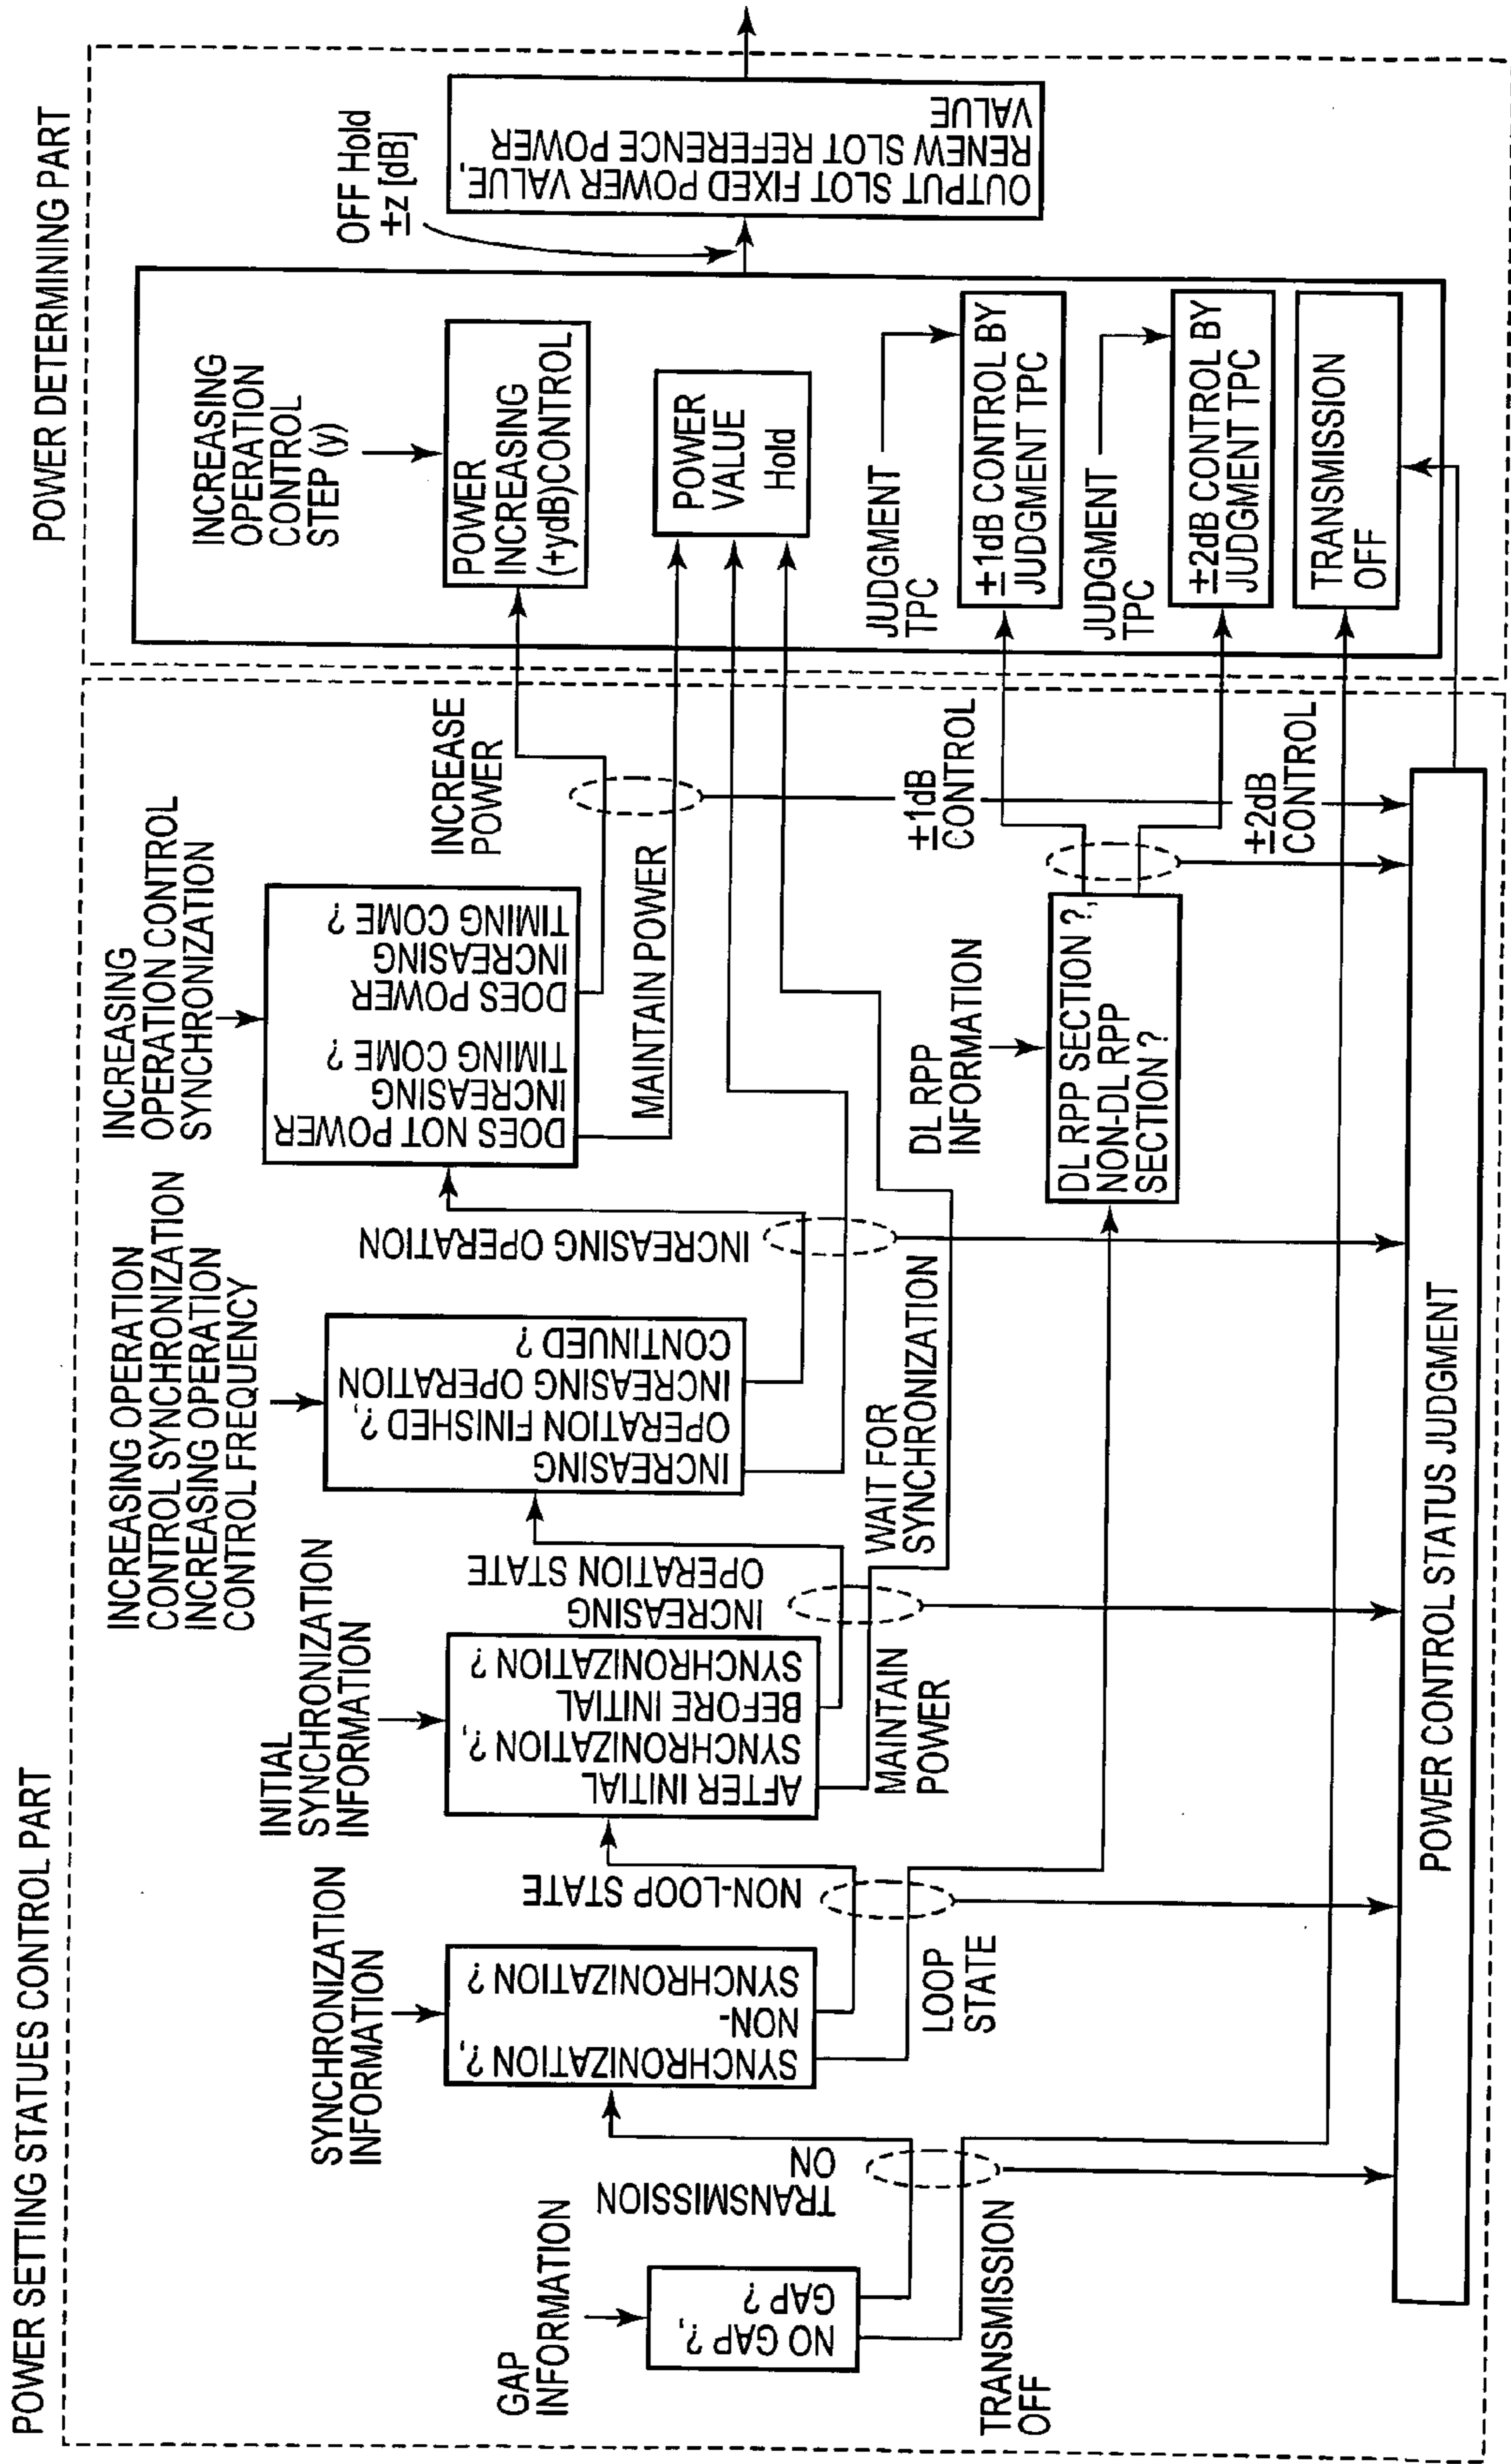 POWER SETTING STATUES CONTROL PART
GAP
INFORMATION
NO GAP ?,
GAP ?
TRANSMISSION
ON
TRANSMISSION
OFF
SYNCHRONIZATION
INFORMATION
SYNCHRONIZATION ?,
NON-
SYNCHRONIZATION ?
NON-LOOP STATE
LOOP
STATE
INITIAL
SYNCHRONIZATION
INFORMATION
AFTER INITIAL
SYNCHRONIZATION ?,
BEFORE INITIAL
SYNCHRONIZATION ?
INCREASING
OPERATION STATE
MAINTAIN
POWER
WAIT FOR
SYNCHRONIZATION
INCREASING OPERATION
CONTROL SYNCHRONIZATION
INCREASING OPERATION
CONTROL FREQUENCY
INCREASING
OPERATION FINISHED ?,
INCREASING OPERATION
CONTINUED ?
INCREASING OPERATION
INCREASING
OPERATION CONTROL
SYNCHRONIZATION
DOES NOT POWER
INCREASING
TIMING COME ?
DOES POWER
INCREASING
TIMING COME ?
MAINTAIN POWER
INCREASE
POWER
DL RPP
INFORMATION
DL RPP SECTION ?,
NON-DL RPP
SECTION ?
±1dB
CONTROL
±2dB
CONTROL
POWER CONTROL STATUS JUDGMENT
POWER DETERMINING PART
INCREASING
OPERATION
CONTROL
STEP (y)
POWER
INCREASING
(+ydB)CONTROL
POWER
VALUE
Hold
JUDGMENT
TPC
±1dB CONTROL BY
JUDGMENT TPC
JUDGMENT
TPC
±2dB CONTROL BY
JUDGMENT TPC
TRANSMISSION
OFF
OFF Hold
±z [dB]
OUTPUT SLOT FIXED POWER VALUE,
RENEW SLOT REFERENCE POWER
VALUE